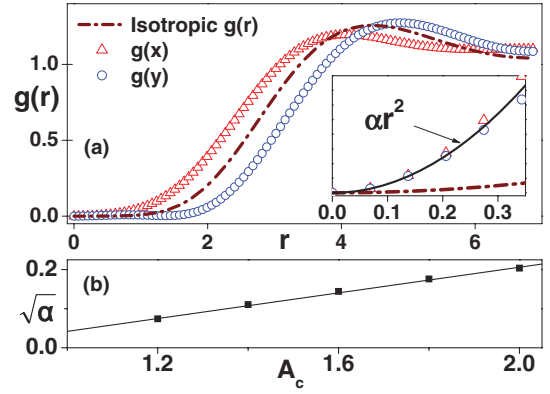 Isotropic g(r)
g(x)
g(y)
1.0
g(r)
0.5
(a)
0.0
αr²
0.0 0.1 0.2 0.3
0 2 r 4 6
0.2
(b)
√α
0.0
1.2 1.6 2.0
A_c